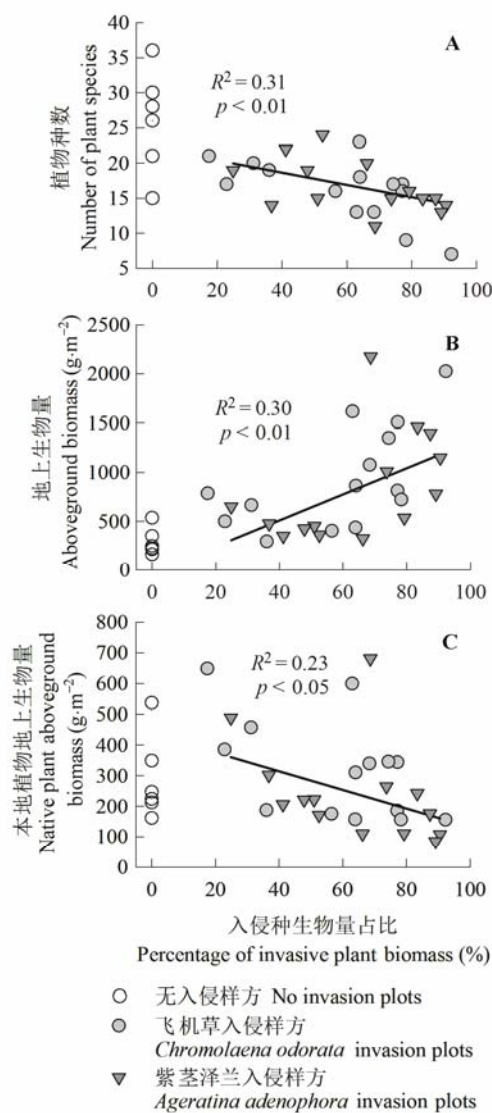 A
R² = 0.31
p < 0.01
植物种数
Number of plant species
40
35
30
25
20
15
10
5
0 20 40 60 80 100
B
R² = 0.30
p < 0.01
地上生物量
Aboveground biomass (g·m⁻²)
2500
2000
1500
1000
500
0
0 20 40 60 80 100
C
R² = 0.23
p < 0.05
本地植物地上生物量
Native plant aboveground
biomass (g·m⁻²)
800
700
600
500
400
300
200
100
0
0 20 40 60 80 100
入侵种生物量占比
Percentage of invasive plant biomass (%)
无入侵样方 No invasion plots
飞机草入侵样方
Chromolaena odorata invasion plots
紫茎泽兰入侵样方
Ageratina adenophora invasion plots